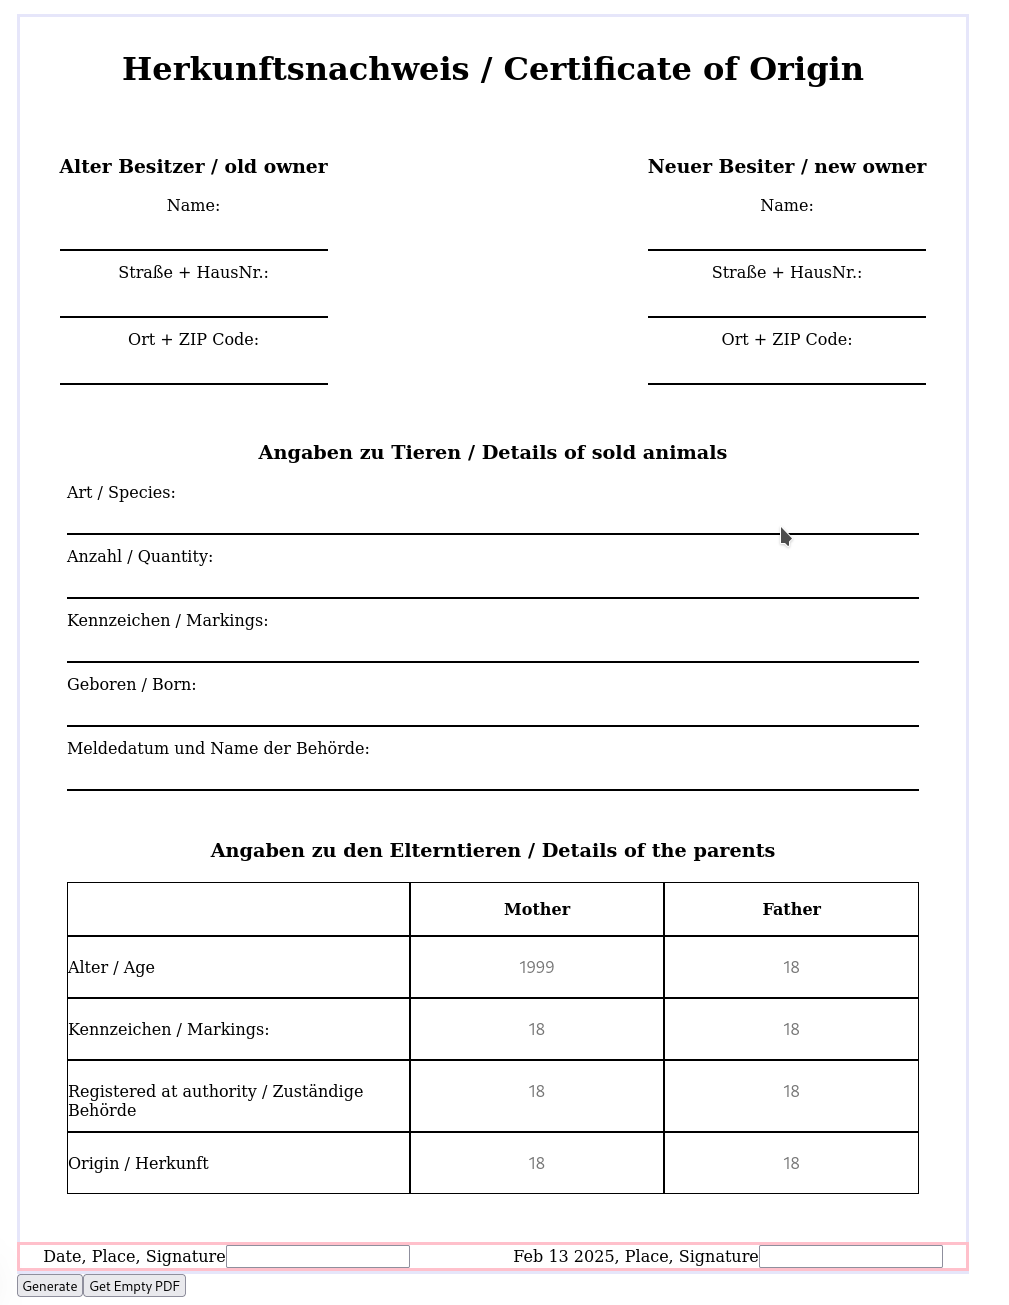 Herkunftsnachweis / Certificate of Origin
Alter Besitzer / old owner
Name:
Straße + HausNr.:
Ort + ZIP Code:
Neuer Besiter / new owner
Name:
Straße + HausNr.:
Ort + ZIP Code:
Angaben zu Tieren / Details of sold animals
Art / Species:
Anzahl / Quantity:
Kennzeichen / Markings:
Geboren / Born:
Meldedatum und Name der Behörde:
Angaben zu den Elterntieren / Details of the parents
Mother Father
Alter / Age 1999 18
Kennzeichen / Markings: 18 18
Registered at authority / Zuständige 18 18
Behörde
Origin / Herkunft 18 18
Date, Place, Signature Feb 13 2025, Place, Signature
Generate Get Empty PDF